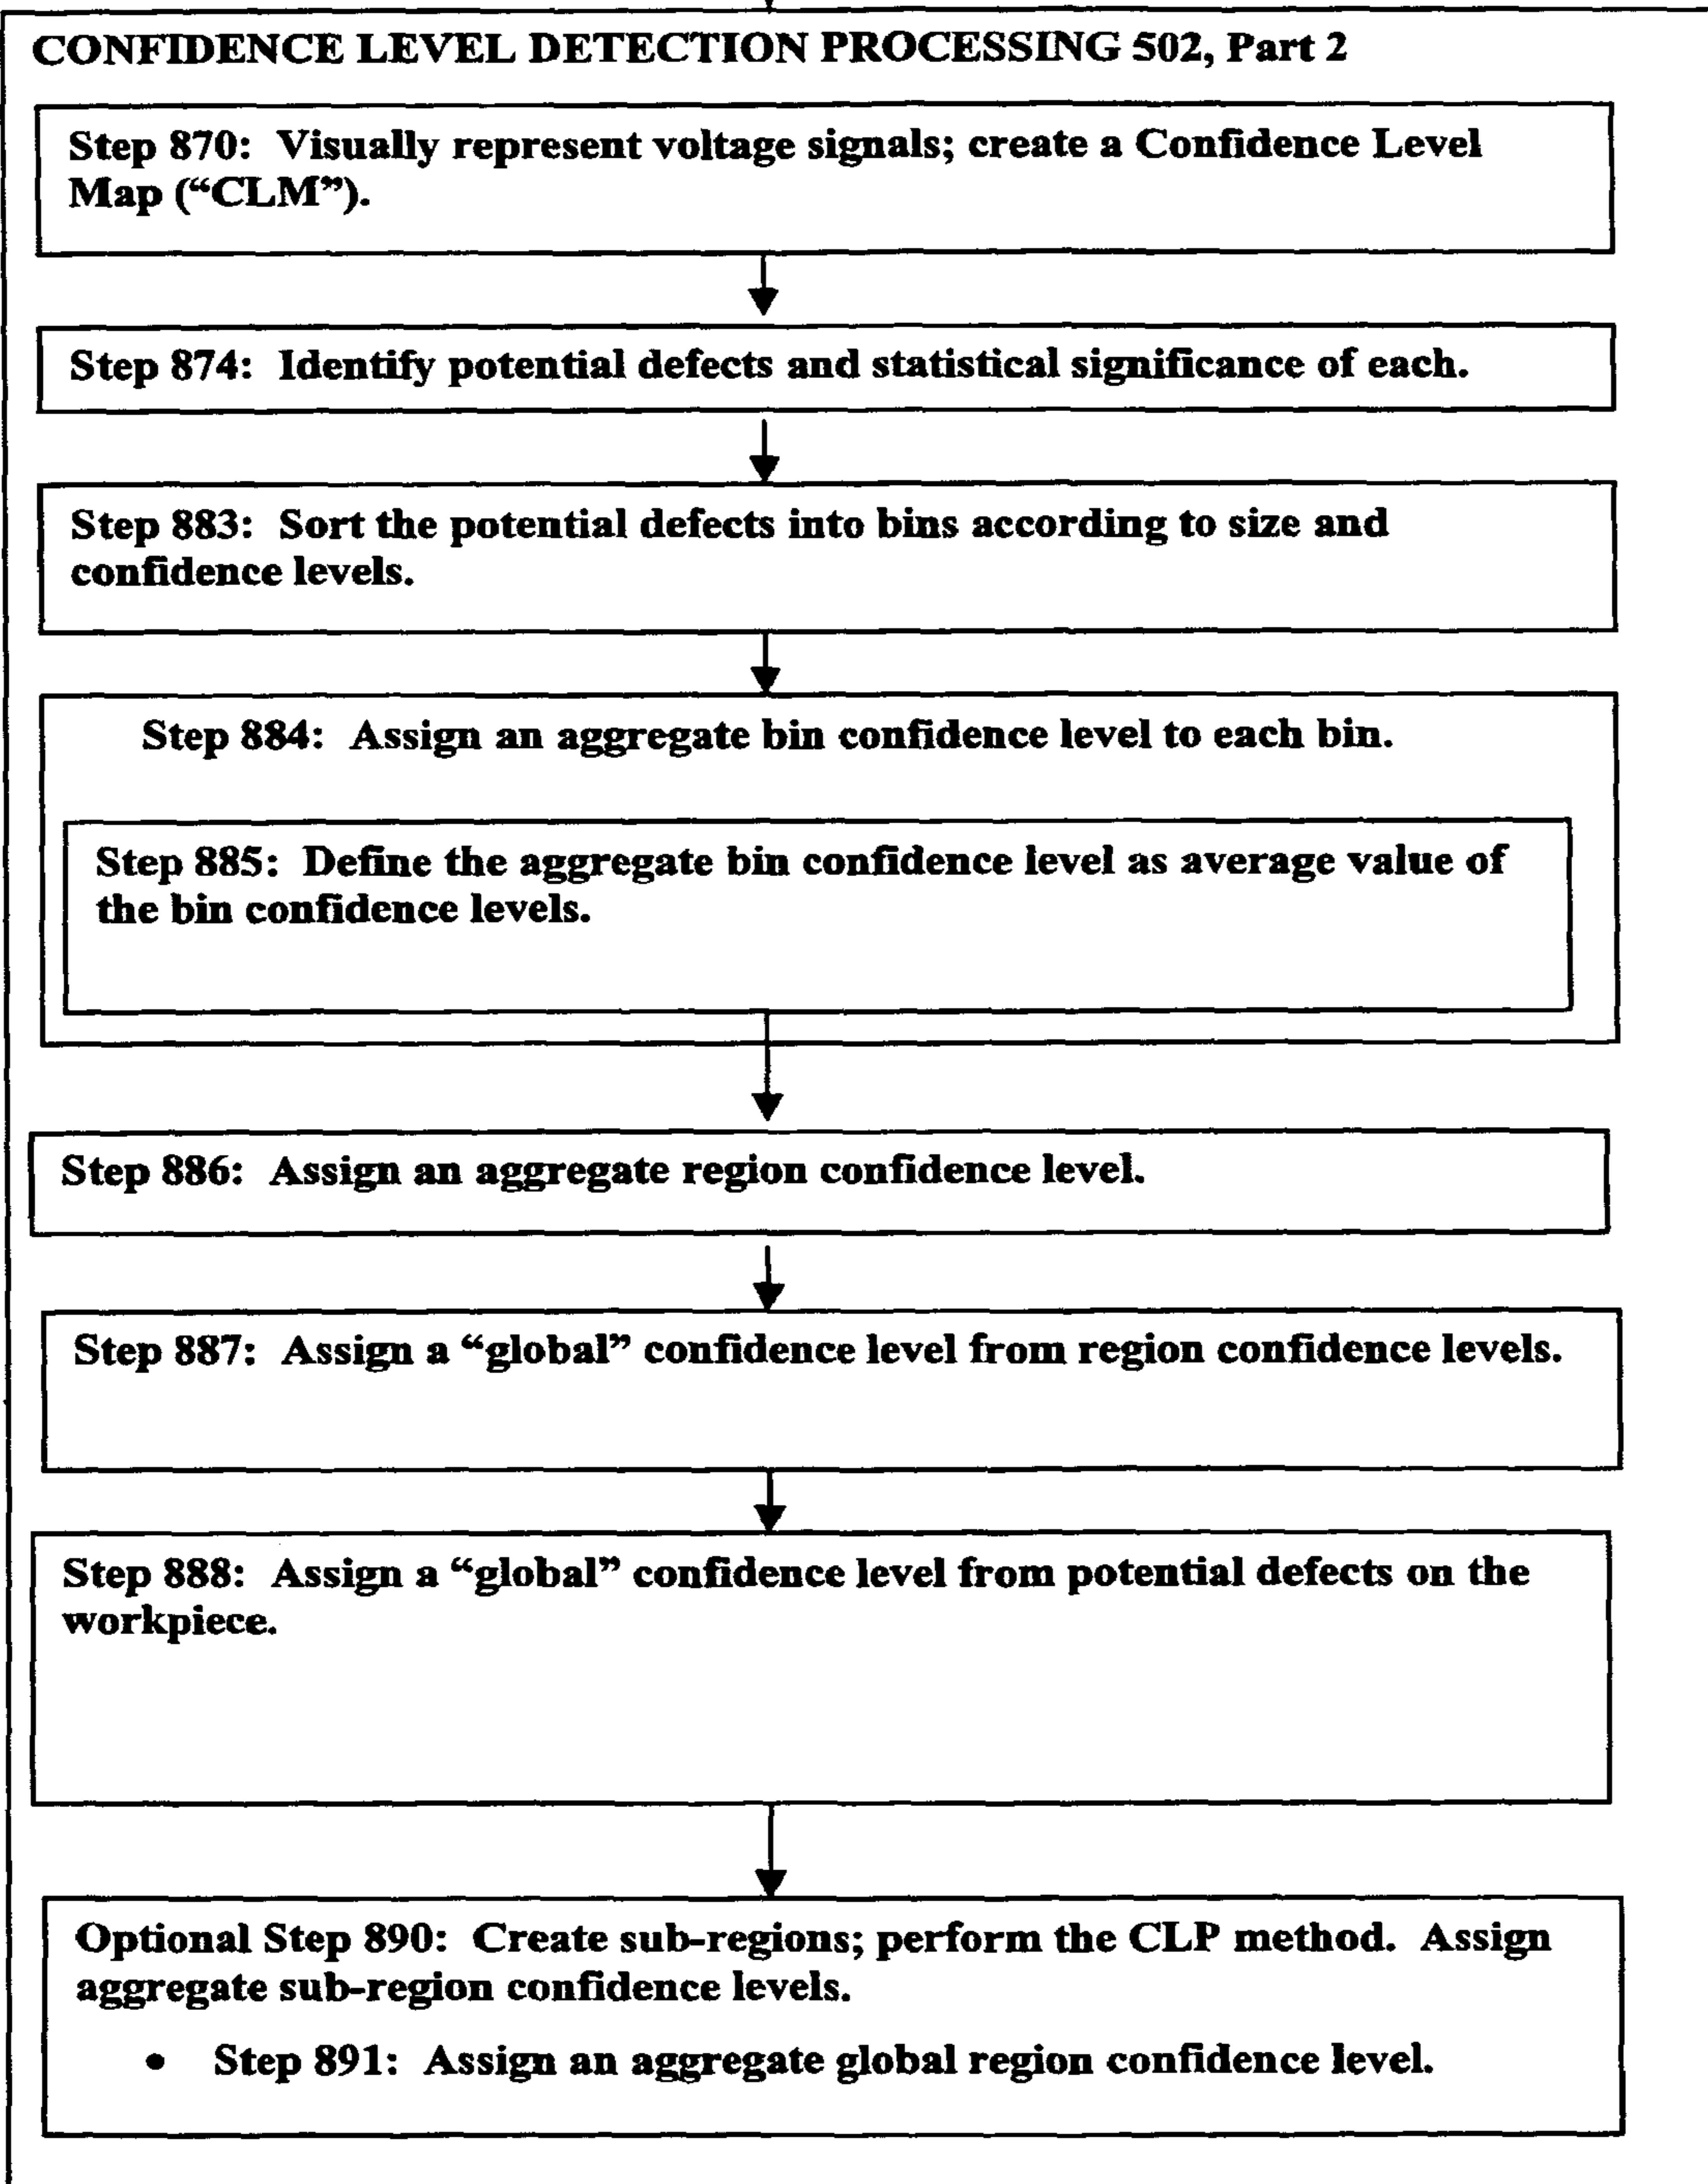 CONFIDENCE LEVEL DETECTION PROCESSING 502, Part 2
Step 870: Visually represent voltage signals; create a Confidence Level
Map (“CLM”).
Step 874: Identify potential defects and statistical significance of each.
Step 883: Sort the potential defects into bins according to size and
confidence levels.
Step 884: Assign an aggregate bin confidence level to each bin.
Step 885: Define the aggregate bin confidence level as average value of
the bin confidence levels.
Step 886: Assign an aggregate region confidence level.
Step 887: Assign a “global” confidence level from region confidence levels.
Step 888: Assign a “global” confidence level from potential defects on the
workpiece.
Optional Step 890: Create sub-regions; perform the CLP method. Assign
aggregate sub-region confidence levels.
• Step 891: Assign an aggregate global region confidence level.